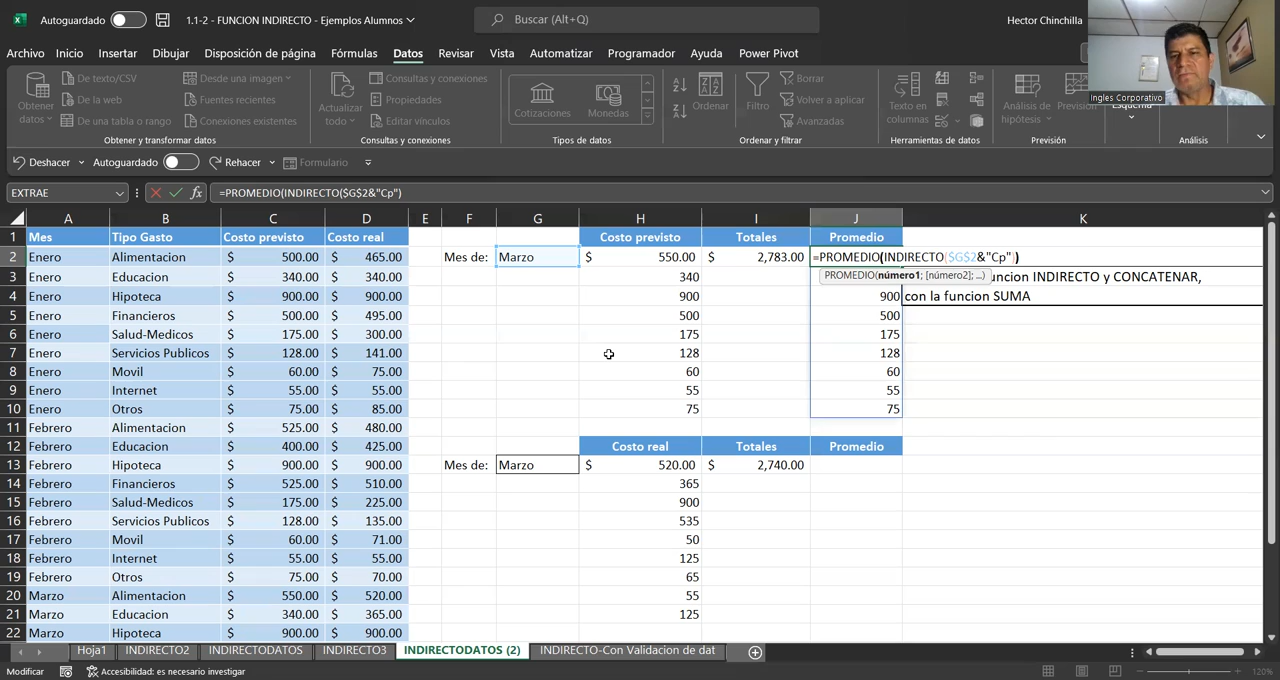 Autoguardado 1.1-2 - FUNCION INDIRECTO - Ejemplos Alumnos Buscar (Alt+Q) Hector Chinchilla
Archivo Inicio Insertar Dibujar Disposición de página Fórmulas Datos Revisar Vista Automatizar Programador Ayuda Power Pivot
Obtener datos De texto/CSV De la web De una tabla o rango Desde una imagen Fuentes recientes Conexiones existentes
Obtener y transformar datos
Actualizar todo Consultas y conexiones Propiedades Editar vínculos
Consultas y conexiones
Cotizaciones Monedas
Tipos de datos
Ordenar Filtro Borrar Volver a aplicar Avanzadas
Ordenar y filtrar
Texto en columnas
Herramientas de datos
Análisis de hipótesis
Previsión
Análisis
Ingles Corporativo
Deshacer Autoguardado Rehacer Formulario
EXTRAE fx =PROMEDIO(INDIRECTO($G$2&"Cp")
A B C D E F G H I J K
1 Mes Tipo Gasto Costo previsto Costo real Costo previsto Totales Promedio
2 Enero Alimentacion $ 500.00 $ 465.00 Mes de: Marzo $ 550.00 $ 2,783.00 =PROMEDIO(INDIRECTO($G$2&"Cp"))
PROMEDIO(número1; [número2]; ...)
3 Enero Educacion $ 340.00 $ 340.00 340 uncion INDIRECTO y CONCATENAR,
4 Enero Hipoteca $ 900.00 $ 900.00 900 900 con la funcion SUMA
5 Enero Financieros $ 500.00 $ 495.00 500 500
6 Enero Salud-Medicos $ 175.00 $ 300.00 175 175
7 Enero Servicios Publicos $ 128.00 $ 141.00 128 128
8 Enero Movil $ 60.00 $ 75.00 60 60
9 Enero Internet $ 55.00 $ 55.00 55 55
10 Enero Otros $ 75.00 $ 85.00 75 75
11 Febrero Alimentacion $ 525.00 $ 480.00
12 Febrero Educacion $ 400.00 $ 425.00 Costo real Totales Promedio
13 Febrero Hipoteca $ 900.00 $ 900.00 Mes de: Marzo $ 520.00 $ 2,740.00
14 Febrero Financieros $ 525.00 $ 510.00 365
15 Febrero Salud-Medicos $ 175.00 $ 225.00 900
16 Febrero Servicios Publicos $ 128.00 $ 135.00 535
17 Febrero Movil $ 60.00 $ 71.00 50
18 Febrero Internet $ 55.00 $ 55.00 125
19 Febrero Otros $ 75.00 $ 70.00 65
20 Marzo Alimentacion $ 550.00 $ 520.00 55
21 Marzo Educacion $ 340.00 $ 365.00 125
22 Marzo Hipoteca $ 900.00 $ 900.00
Hoja1 INDIRECTO2 INDIRECTODATOS INDIRECTO3 INDIRECTODATOS (2) INDIRECTO-Con Validacion de dat
Modificar Accesibilidad: es necesario investigar 120%